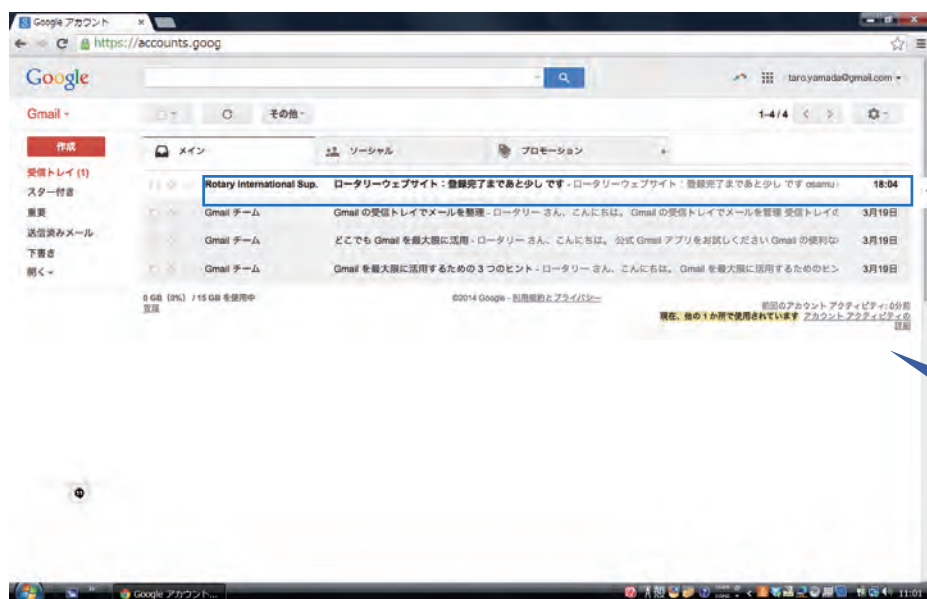 Google アカウント
https://accounts.goog
Google
taro.yamada@gmail.com
Gmail
その他
1-4/4
作成
メイン
ソーシャル
プロモーション
受信トレイ (1)
スター付き
重要
送信済みメール
下書き
開く
Rotary International Sup. ロータリーウェブサイト：登録完了まであと少し です - ロータリーウェブサイト：登録完了まであと少し です osamu 18:04
Gmail チーム Gmail の受信トレイでメールを整理 - ロータリー さん、こんにちは。 Gmail の受信トレイでメールを管理 受信トレイの 3月19日
Gmail チーム どこでも Gmail を最大限に活用 - ロータリー さん、こんにちは。 公式 Gmail アプリをお試しください Gmail の便利な 3月19日
Gmail チーム Gmail を最大限に活用するための 3 つのヒント - ロータリー さん、こんにちは。 Gmail を最大限に活用するためのヒン 3月19日
0 GB (0%) / 15 GB を使用中
管理
©2014 Google - 利用規約とプライバシー
前回のアカウント アクティビティ: 0分前
現在、他の 1 か所で使用されています アカウント アクティビティの
詳細
Google アカウント...
11:01